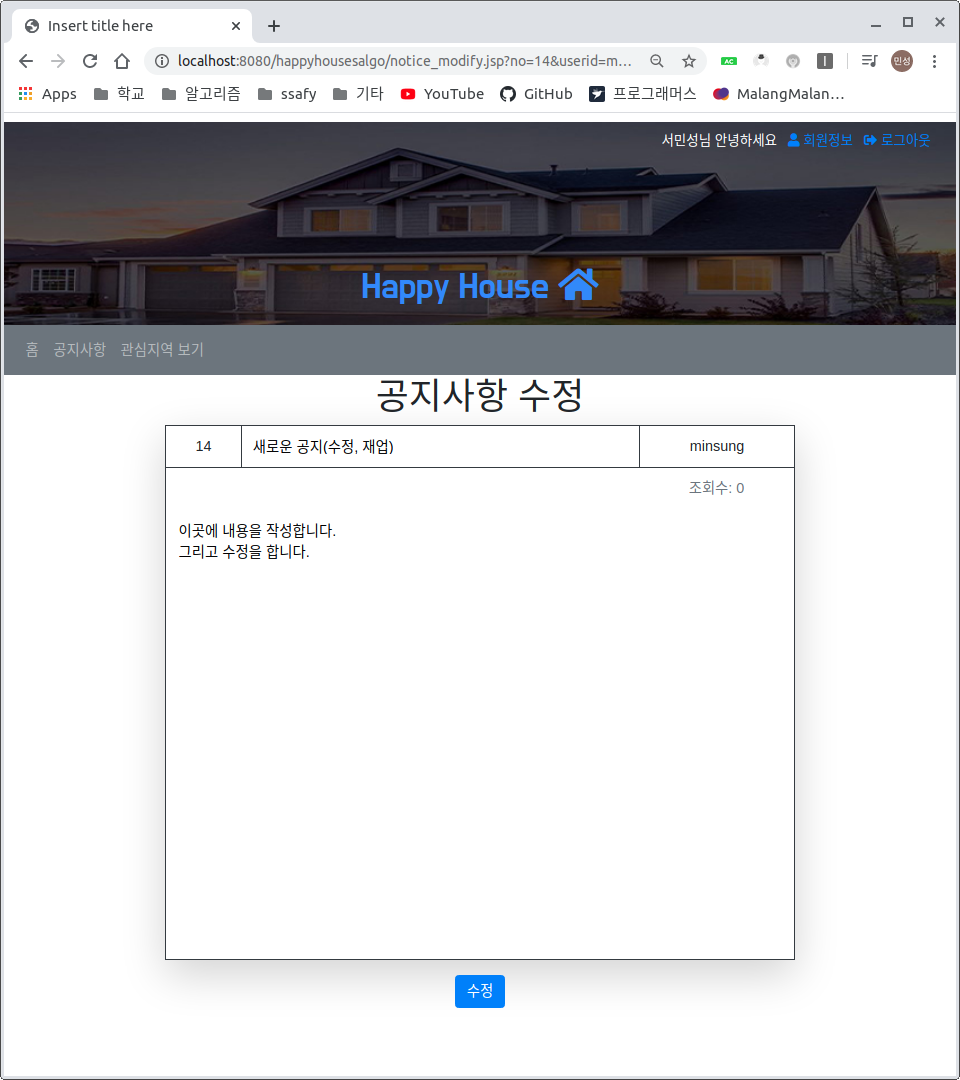 Insert title here
localhost:8080/happyhousesalgo/notice_modify.jsp?no=14&userid=m...
AC
민성
Apps 학교 알고리즘 ssafy 기타 YouTube GitHub 프로그래머스 MalangMalan...
서민성님 안녕하세요 회원정보 로그아웃
Happy House
홈 공지사항 관심지역 보기
공지사항 수정
14 새로운 공지(수정, 재업) minsung
조회수: 0
이곳에 내용을 작성합니다.
그리고 수정을 합니다.
수정